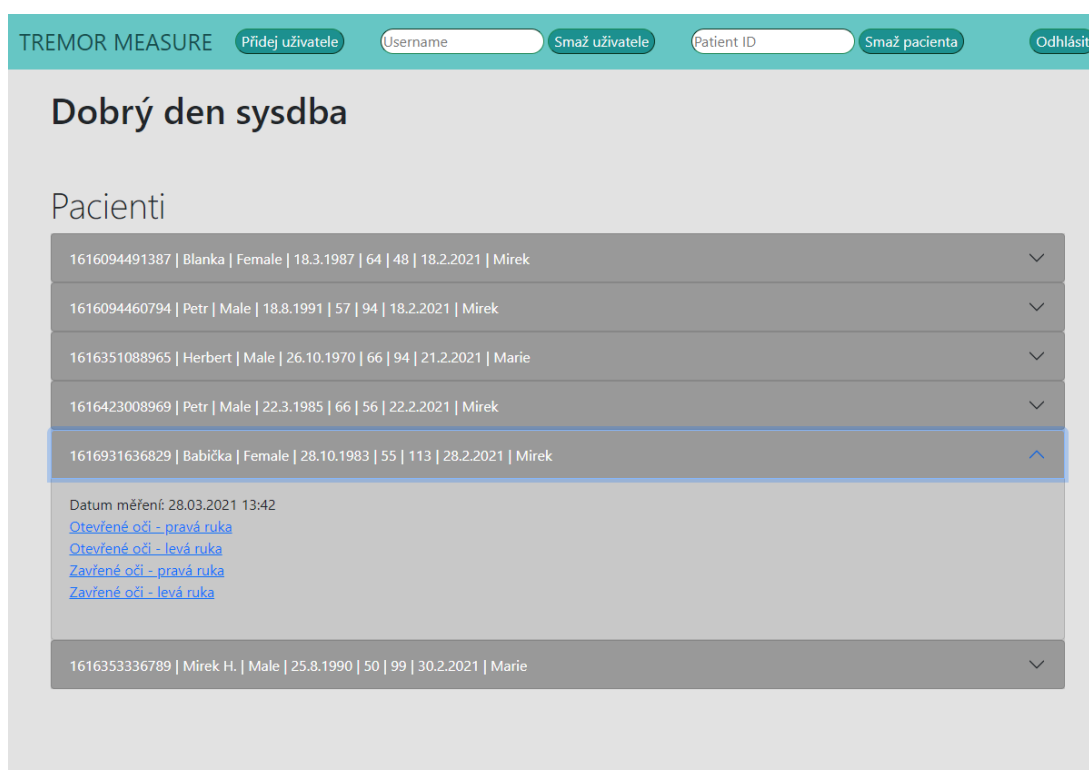 TREMOR MEASURE Přidej uživatele Username Smaž uživatele Patient ID Smaž pacienta Odhlásit
Dobrý den sysdba
Pacienti
1616094491387 | Blanka | Female | 18.3.1987 | 64 | 48 | 18.2.2021 | Mirek
1616094460794 | Petr | Male | 18.8.1991 | 57 | 94 | 18.2.2021 | Mirek
1616351088965 | Herbert | Male | 26.10.1970 | 66 | 94 | 21.2.2021 | Marie
1616423008969 | Petr | Male | 22.3.1985 | 66 | 56 | 22.2.2021 | Mirek
1616931636829 | Babička | Female | 28.10.1983 | 55 | 113 | 28.2.2021 | Mirek
Datum měření: 28.03.2021 13:42
Otevřené oči - pravá ruka
Otevřené oči - levá ruka
Zavřené oči - pravá ruka
Zavřené oči - levá ruka
1616353336789 | Mirek H. | Male | 25.8.1990 | 50 | 99 | 30.2.2021 | Marie